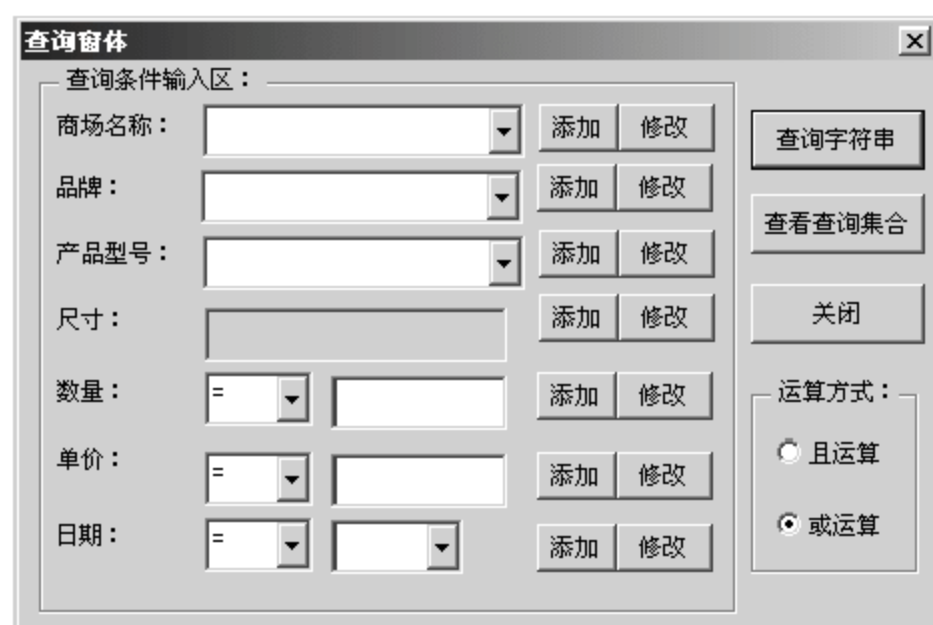 查询窗体
查询条件输入区：
商场名称： 添加 修改
品牌： 添加 修改
产品型号： 添加 修改
尺寸： 添加 修改
数量： = 添加 修改
单价： = 添加 修改
日期： = 添加 修改
查询字符串
查看查询集合
关闭
运算方式：
且运算
或运算